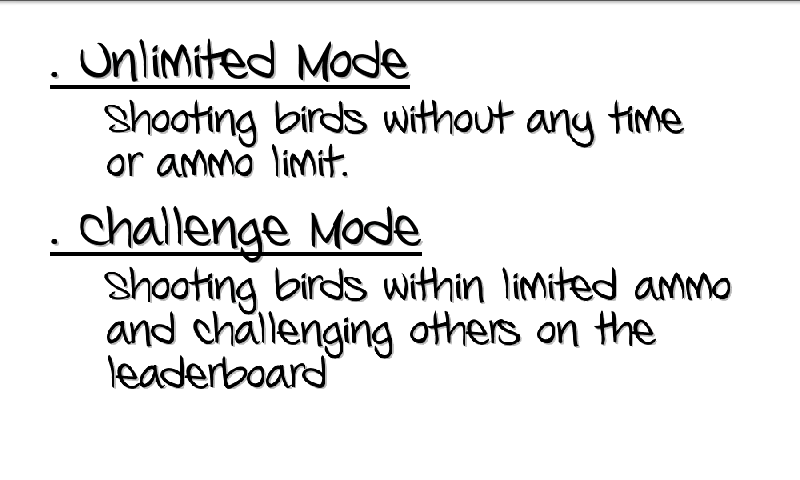 . Unlimited Mode
Shooting birds without any time
or ammo limit.
. Challenge Mode
Shooting birds within limited ammo
and challenging others on the
leaderboard